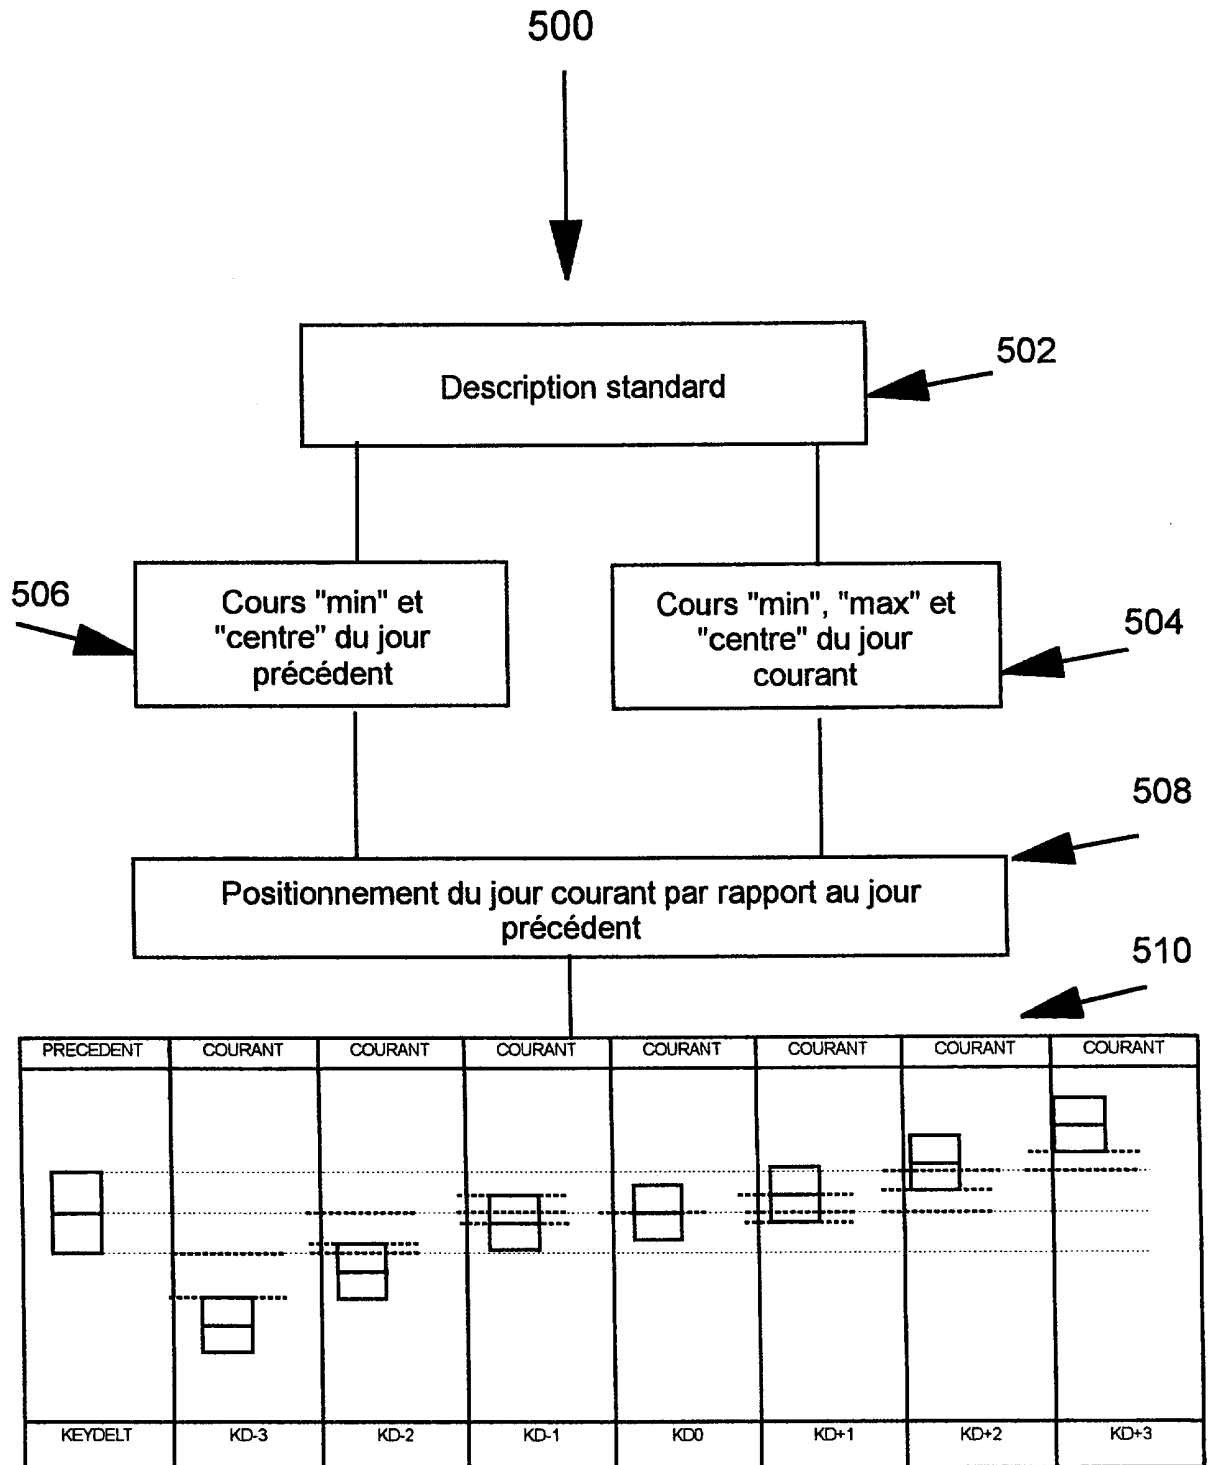 500
502
Description standard
506
Cours "min" et
"centre" du jour
précédent
Cours "min", "max" et
"centre" du jour
courant
504
508
Positionnement du jour courant par rapport au jour
précédent
510
PRECEDENT COURANT COURANT COURANT COURANT COURANT COURANT COURANT
KEYDELT KD-3 KD-2 KD-1 KD0 KD+1 KD+2 KD+3